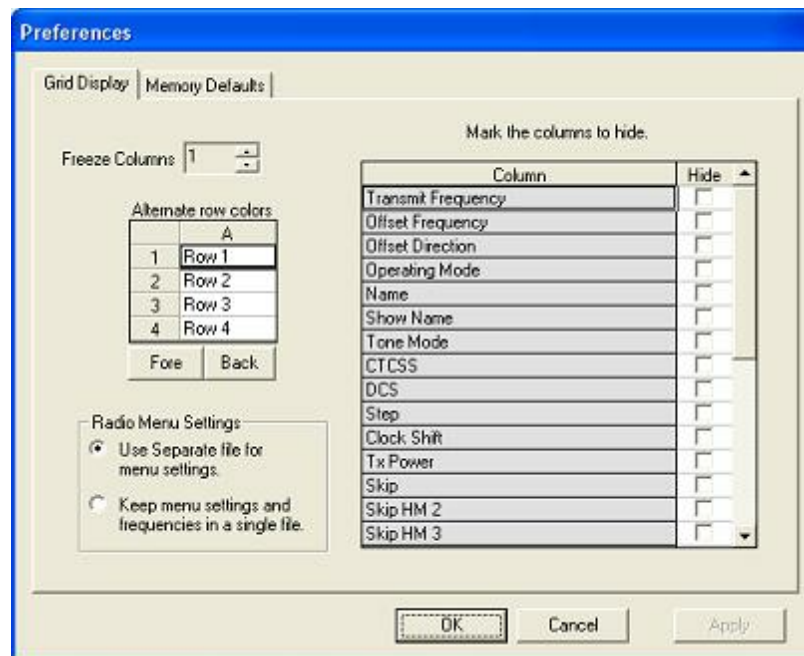 Preferences
Grid Display
Memory Defaults
Freeze Columns 1
Alternate row colors
A
1 Row 1
2 Row 2
3 Row 3
4 Row 4
Fore Back
Radio Menu Settings
Use Separate file for
menu settings.
Keep menu settings and
frequencies in a single file.
Mark the columns to hide.
Column Hide
Transmit Frequency
Offset Frequency
Offset Direction
Operating Mode
Name
Show Name
Tone Mode
CTCSS
DCS
Step
Clock Shift
Tx Power
Skip
Skip HM 2
Skip HM 3
OK Cancel Apply